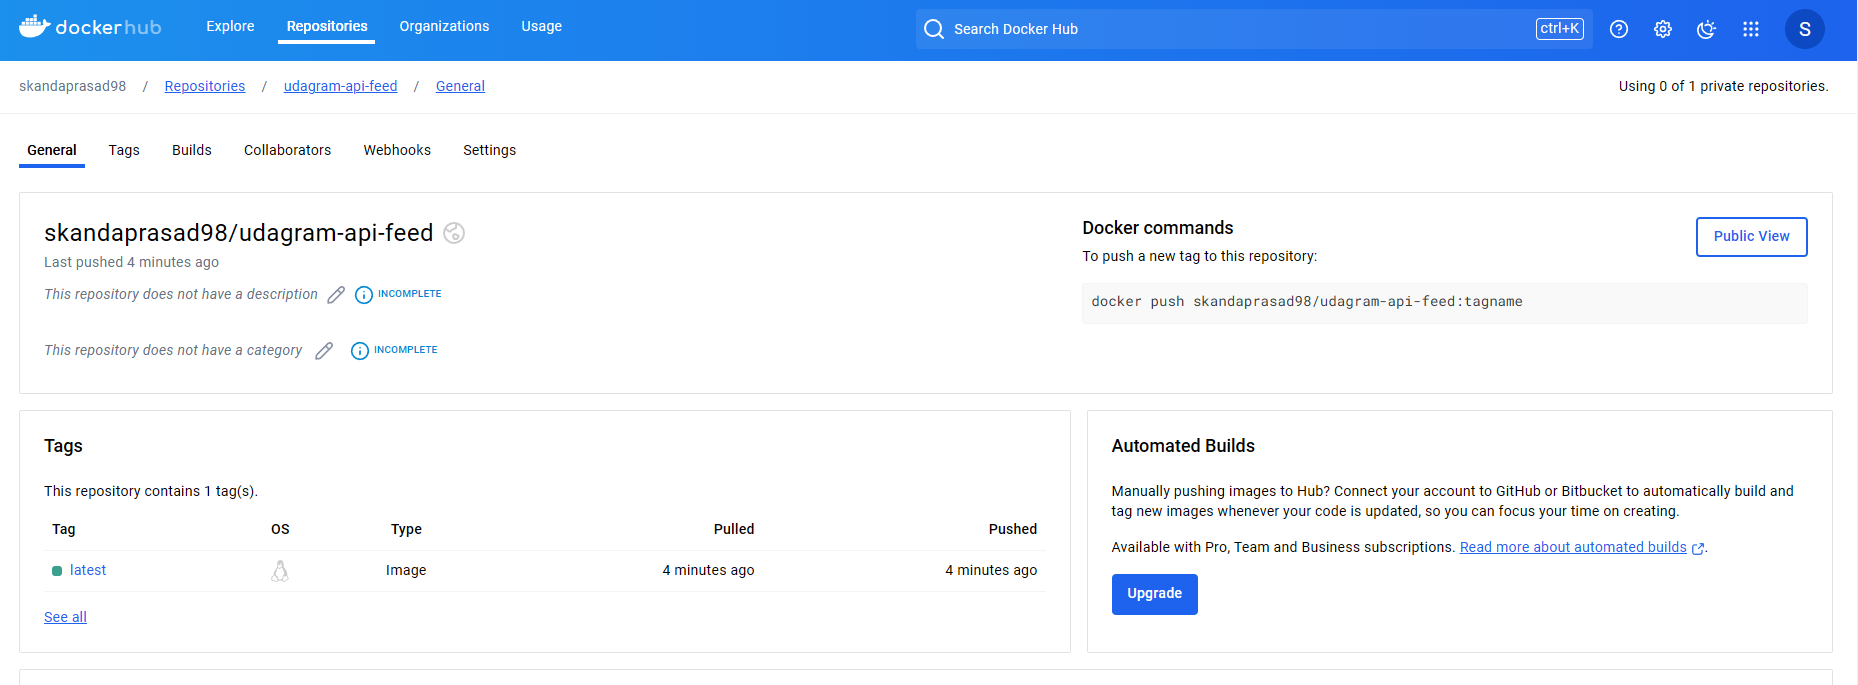 dockerhub
Explore Repositories Organizations Usage
Search Docker Hub ctrl+K
S
skandaprasad98 / Repositories / udagram-api-feed / General
Using 0 of 1 private repositories.
General Tags Builds Collaborators Webhooks Settings
skandaprasad98/udagram-api-feed
Last pushed 4 minutes ago
This repository does not have a description INCOMPLETE
This repository does not have a category INCOMPLETE
Docker commands
To push a new tag to this repository:
Public View
docker push skandaprasad98/udagram-api-feed:tagname
Tags
This repository contains 1 tag(s).
Tag OS Type Pulled Pushed
latest Image 4 minutes ago 4 minutes ago
See all
Automated Builds
Manually pushing images to Hub? Connect your account to GitHub or Bitbucket to automatically build and
tag new images whenever your code is updated, so you can focus your time on creating.
Available with Pro, Team and Business subscriptions. Read more about automated builds.
Upgrade